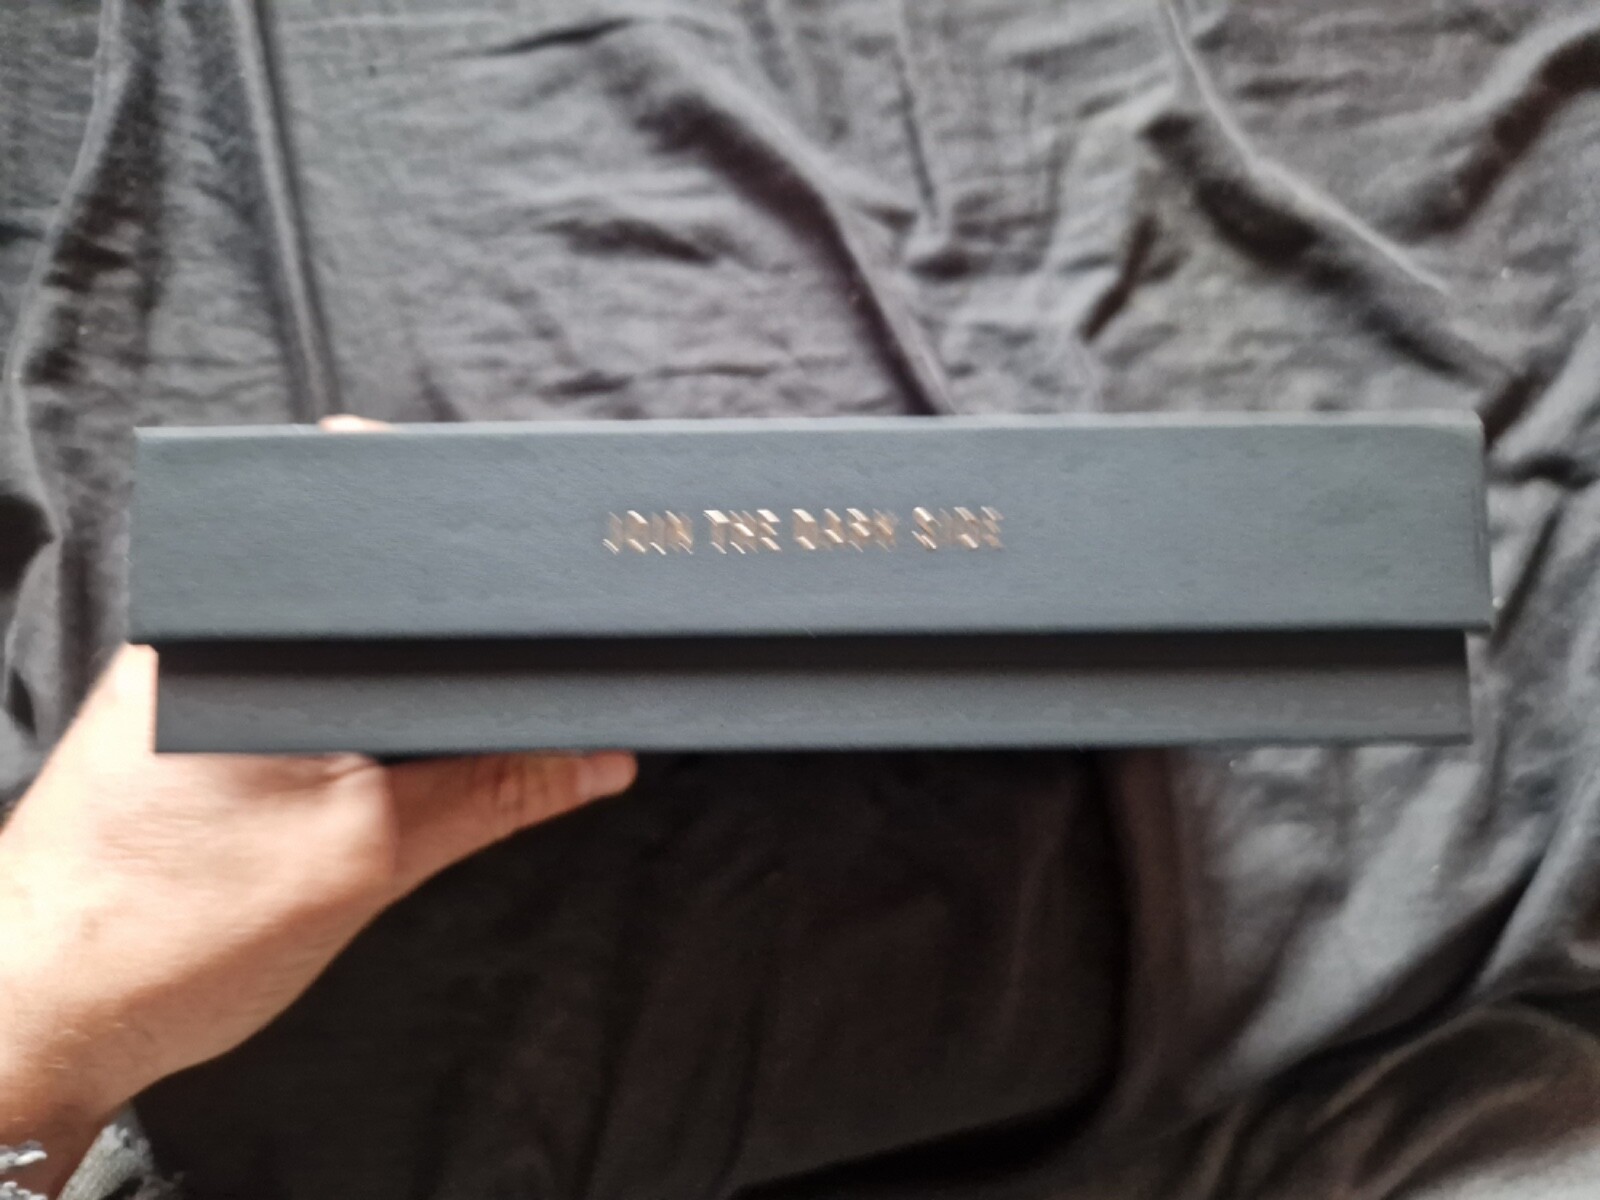 JOIN THE DARK SIDE